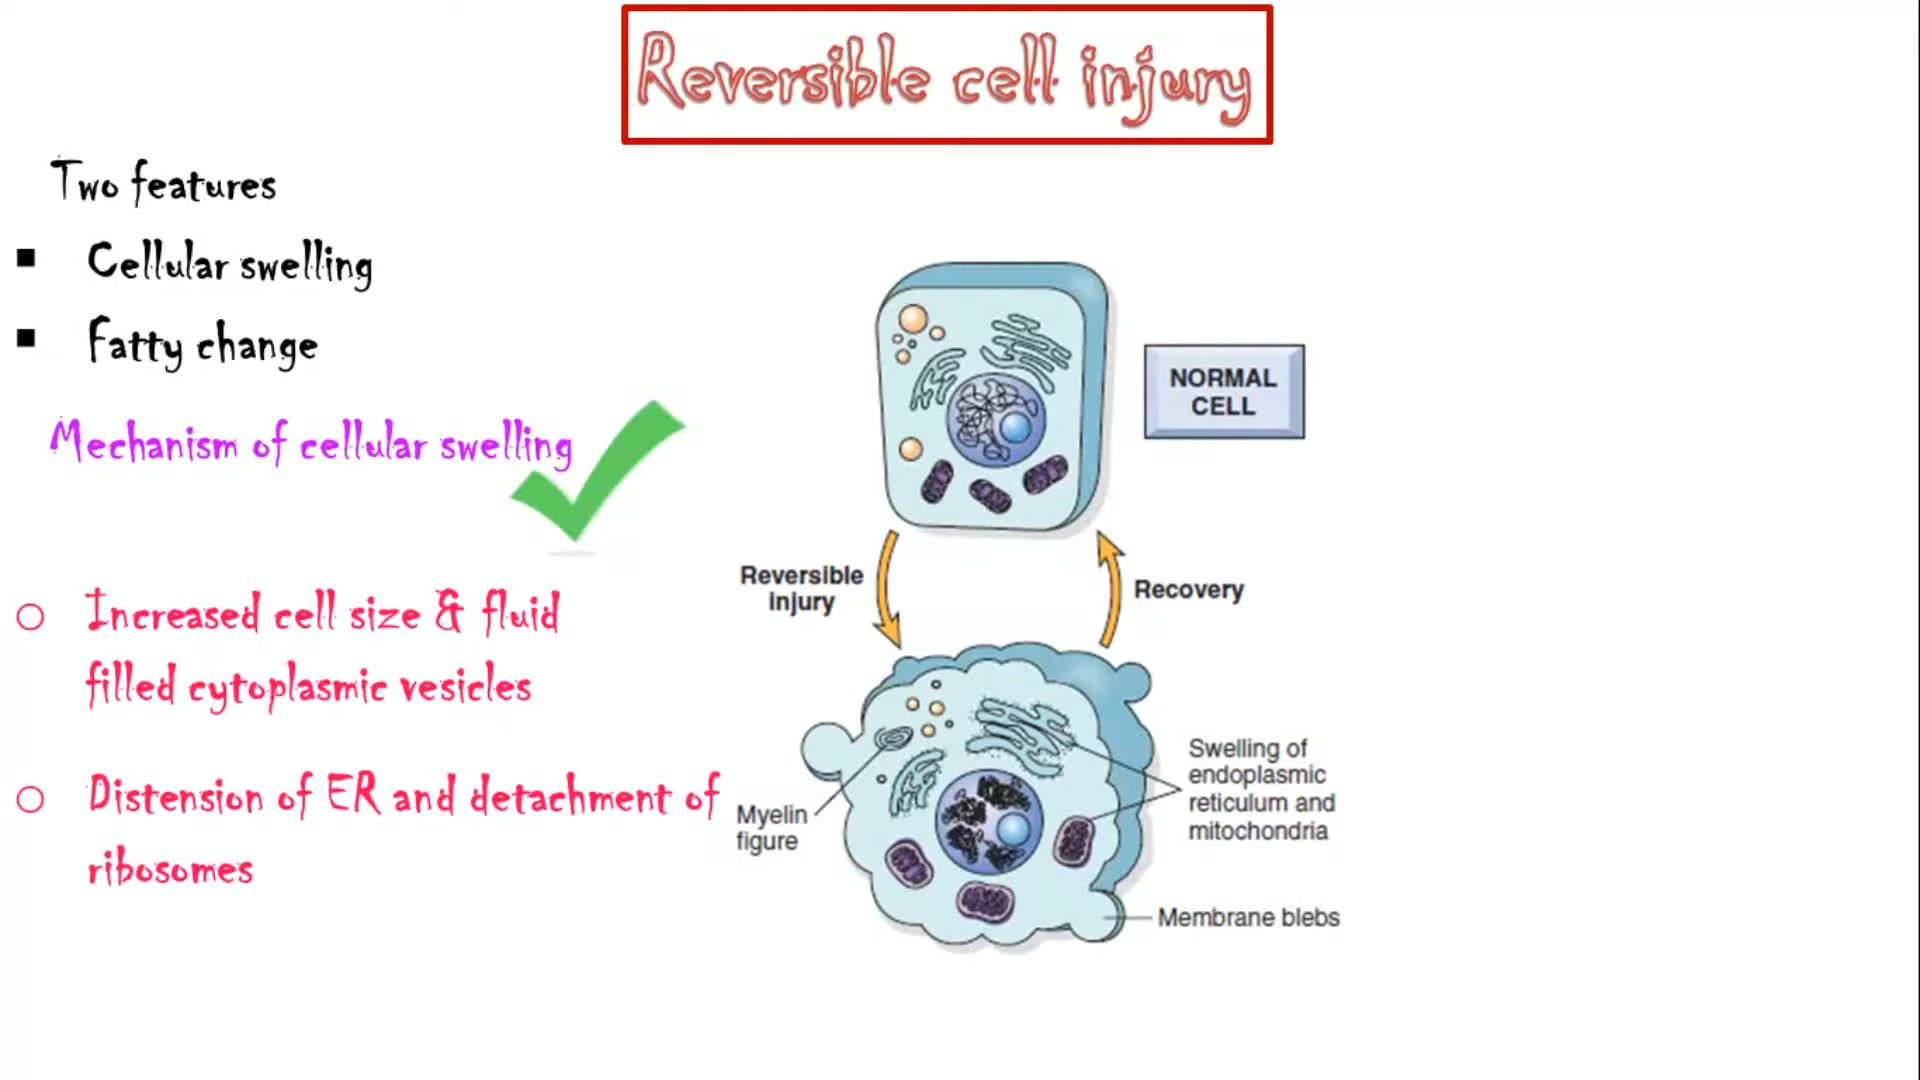 Reversible cell injury
Two features
▪ Cellular swelling
▪ Fatty change
Mechanism of cellular swelling
o Increased cell size & fluid
filled cytoplasmic vesicles
o Distension of ER and detachment of
ribosomes
NORMAL
CELL
Reversible
injury
Recovery
Myelin
figure
Swelling of
endoplasmic
reticulum and
mitochondria
Membrane blebs